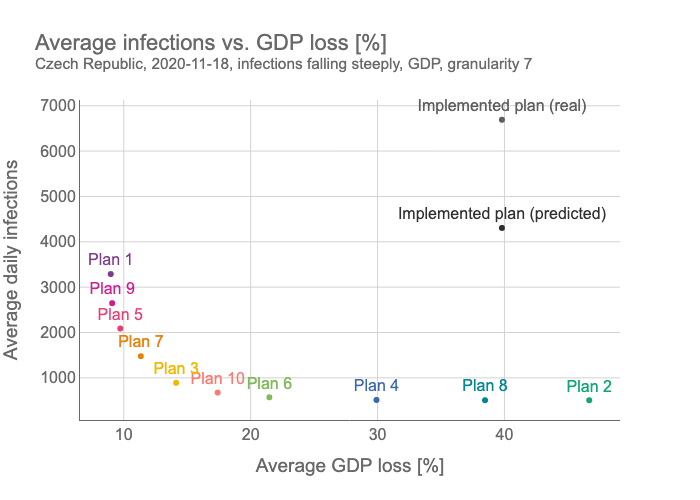 Average infections vs. GDP loss [%]
Czech Republic, 2020-11-18, infections falling steeply, GDP, granularity 7
7000
Implemented plan (real)
6000
5000
Implemented plan (predicted)
4000
Plan 1
3000
Plan 9
Plan 5
2000
Plan 7
Plan 3
1000
Plan 10
Plan 6
Plan 4
Plan 8
Plan 2
Average daily infections
10
20
30
40
Average GDP loss [%]